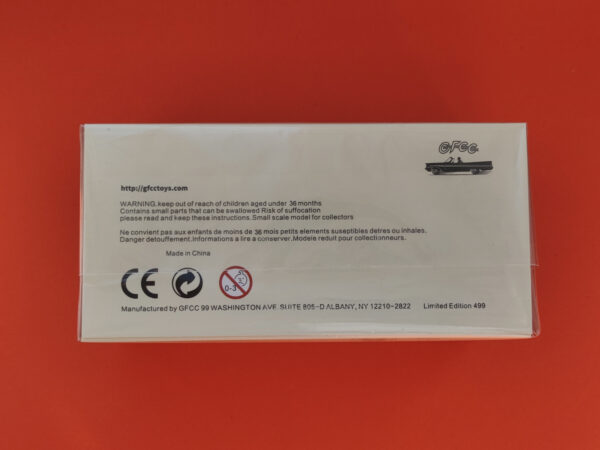 GFCC
http://gfcctoys.com
WARNING.keep out of reach of children aged under 36 months
Contains small parts that can be swallowed Risk of suffocation
please read and keep these instructions.Small scale model for collectors
Ne convient pas aux enfants de moins de 36 mois petits elements suseptibles detres ou inhales.
Danger detouffement.Informations a lire a conserver.Modele reduit pour collectionneurs.
Made in China
CE 0-3
Manufactured by GFCC 99 WASHINGTON AVE. SUITE 805-D ALBANY, NY 12210-2822 Limited Edition 499